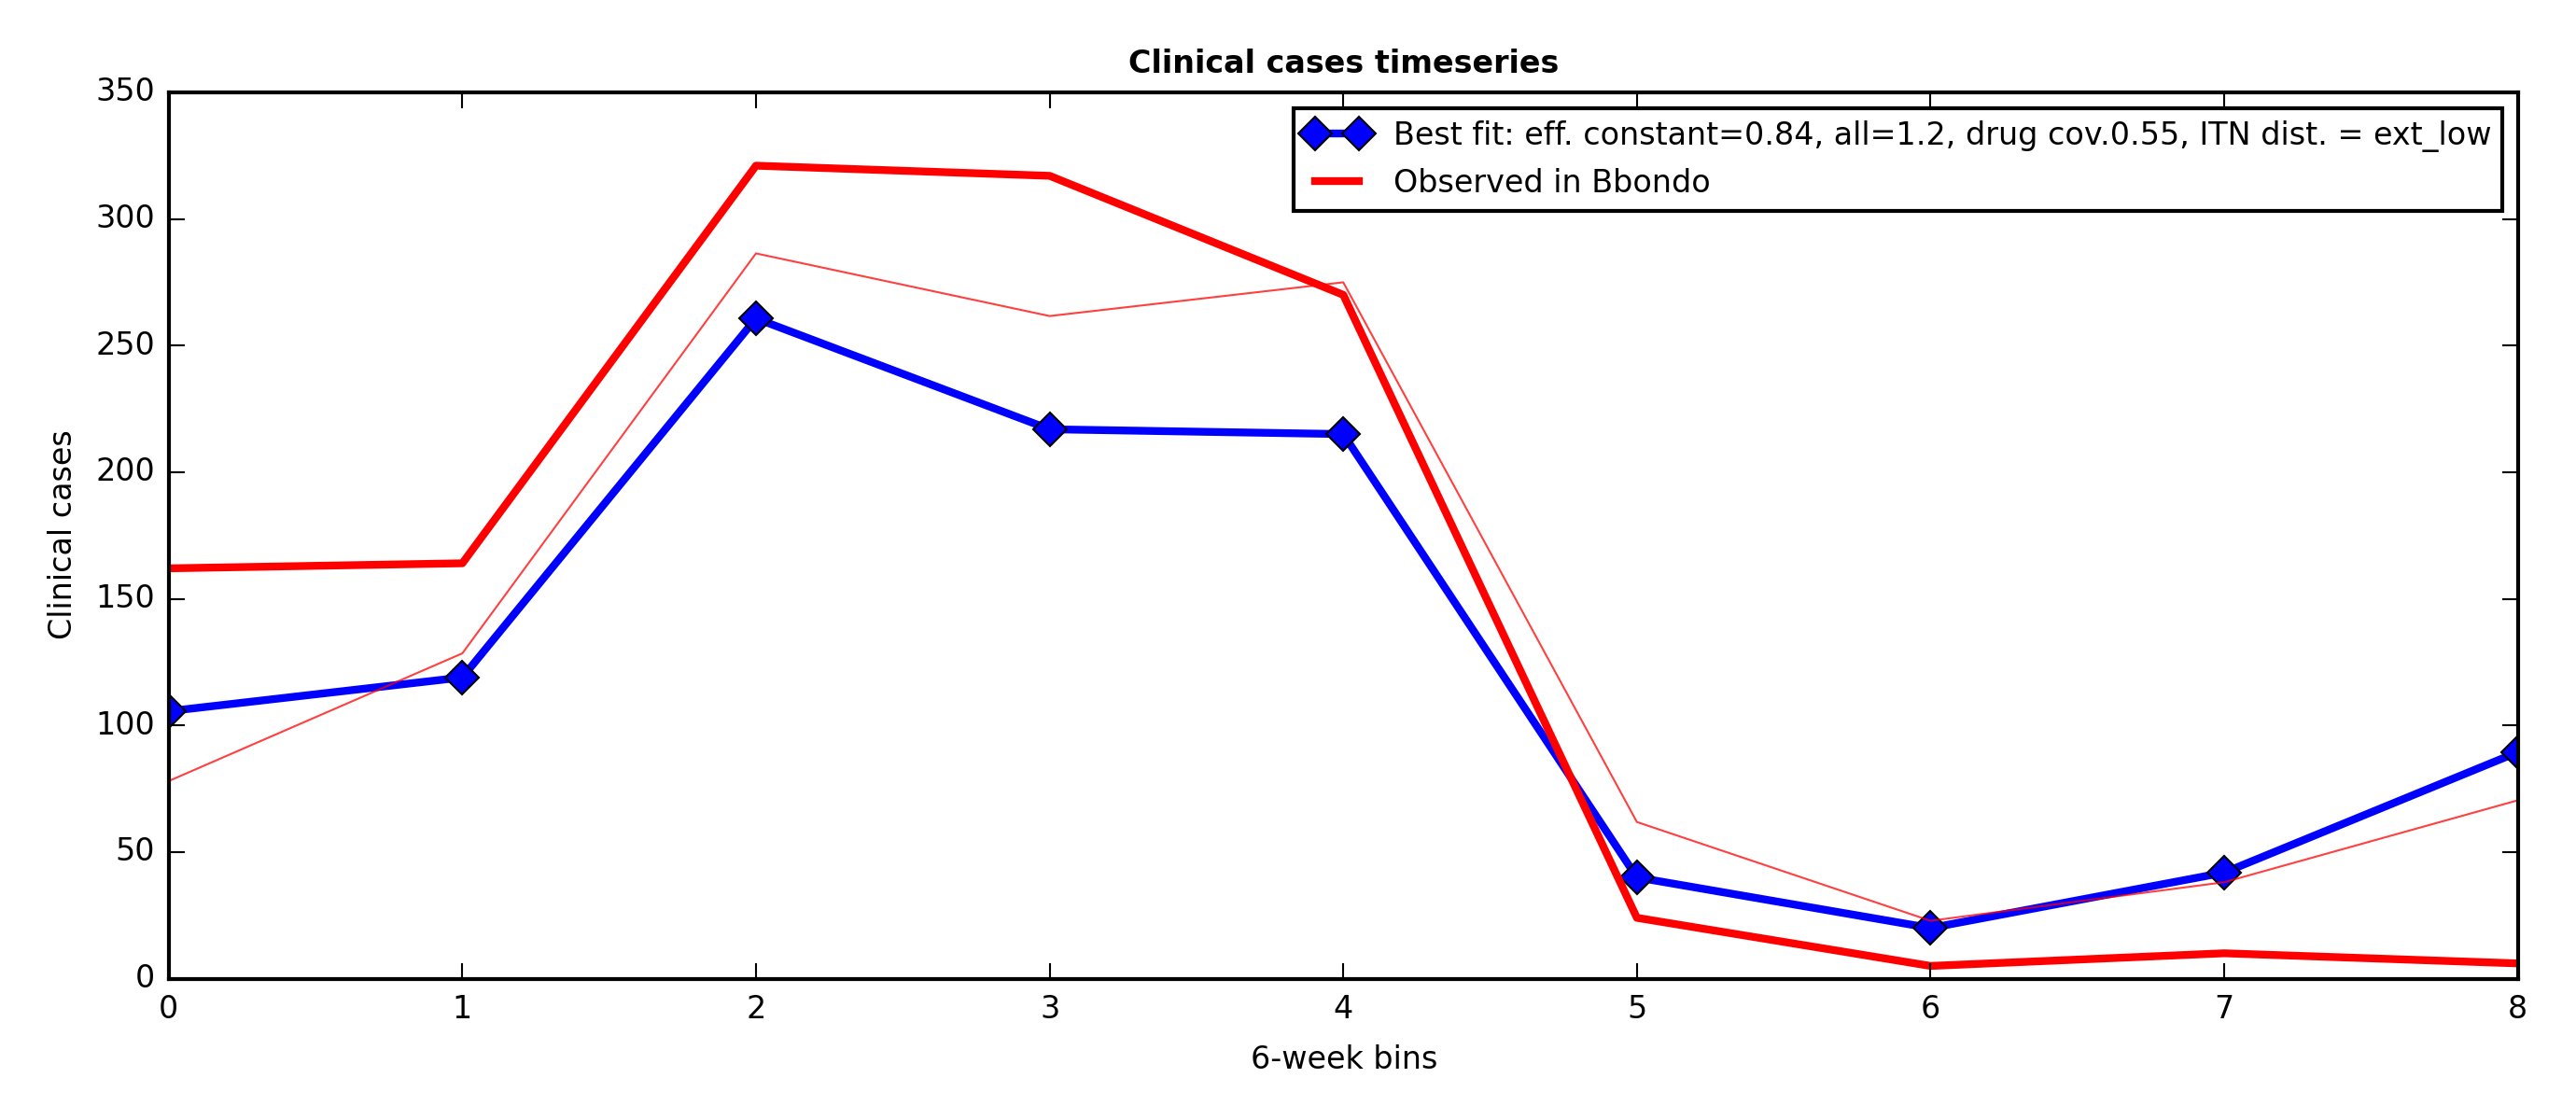 Clinical cases timeseries
350
300
250
200
150
100
50
0
Clinical cases
Best fit: eff. constant=0.84, all=1.2, drug cov.0.55, ITN dist. = ext_low
Observed in Bbondo
0 1 2 3 4 5 6 7 8
6-week bins